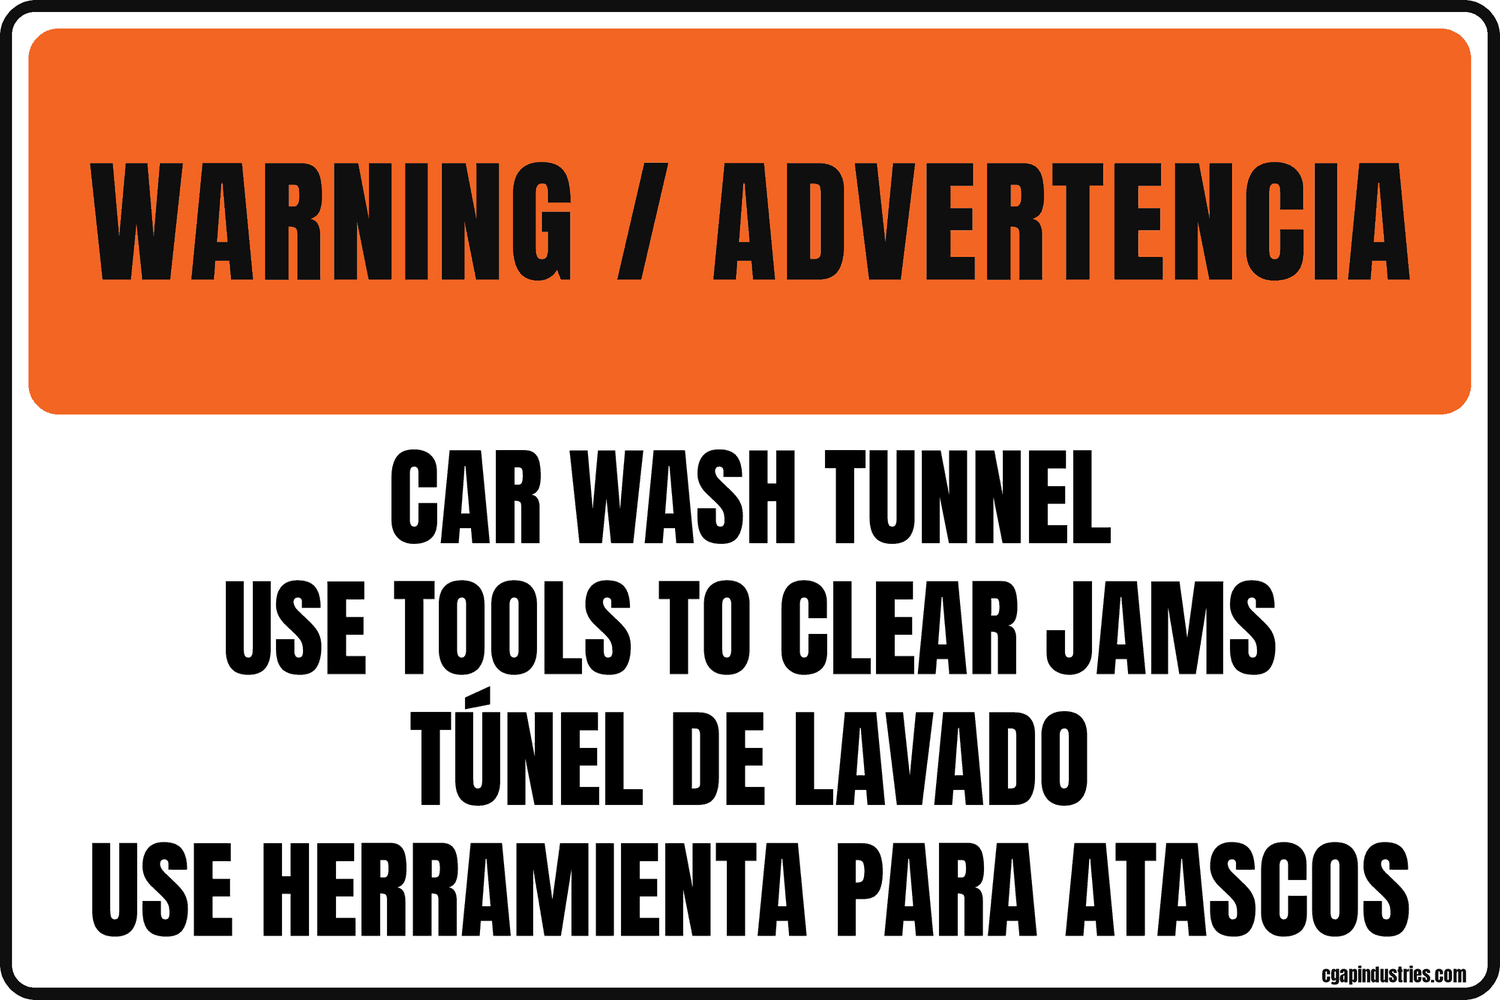 WARNING / ADVERTENCIA
CAR WASH TUNNEL
USE TOOLS TO CLEAR JAMS
TÚNEL DE LAVADO
USE HERRAMIENTA PARA ATASCOS
cgapindustries.com